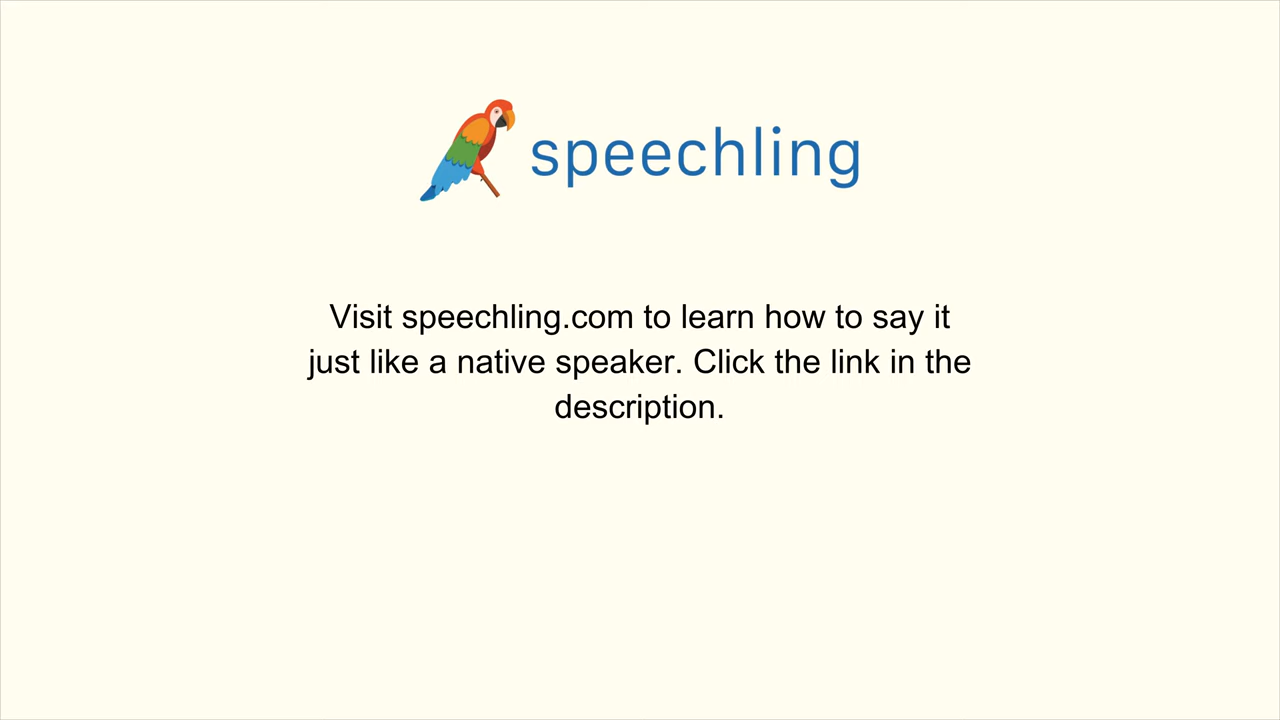 speechling
Visit speechling.com to learn how to say it
just like a native speaker. Click the link in the
description.